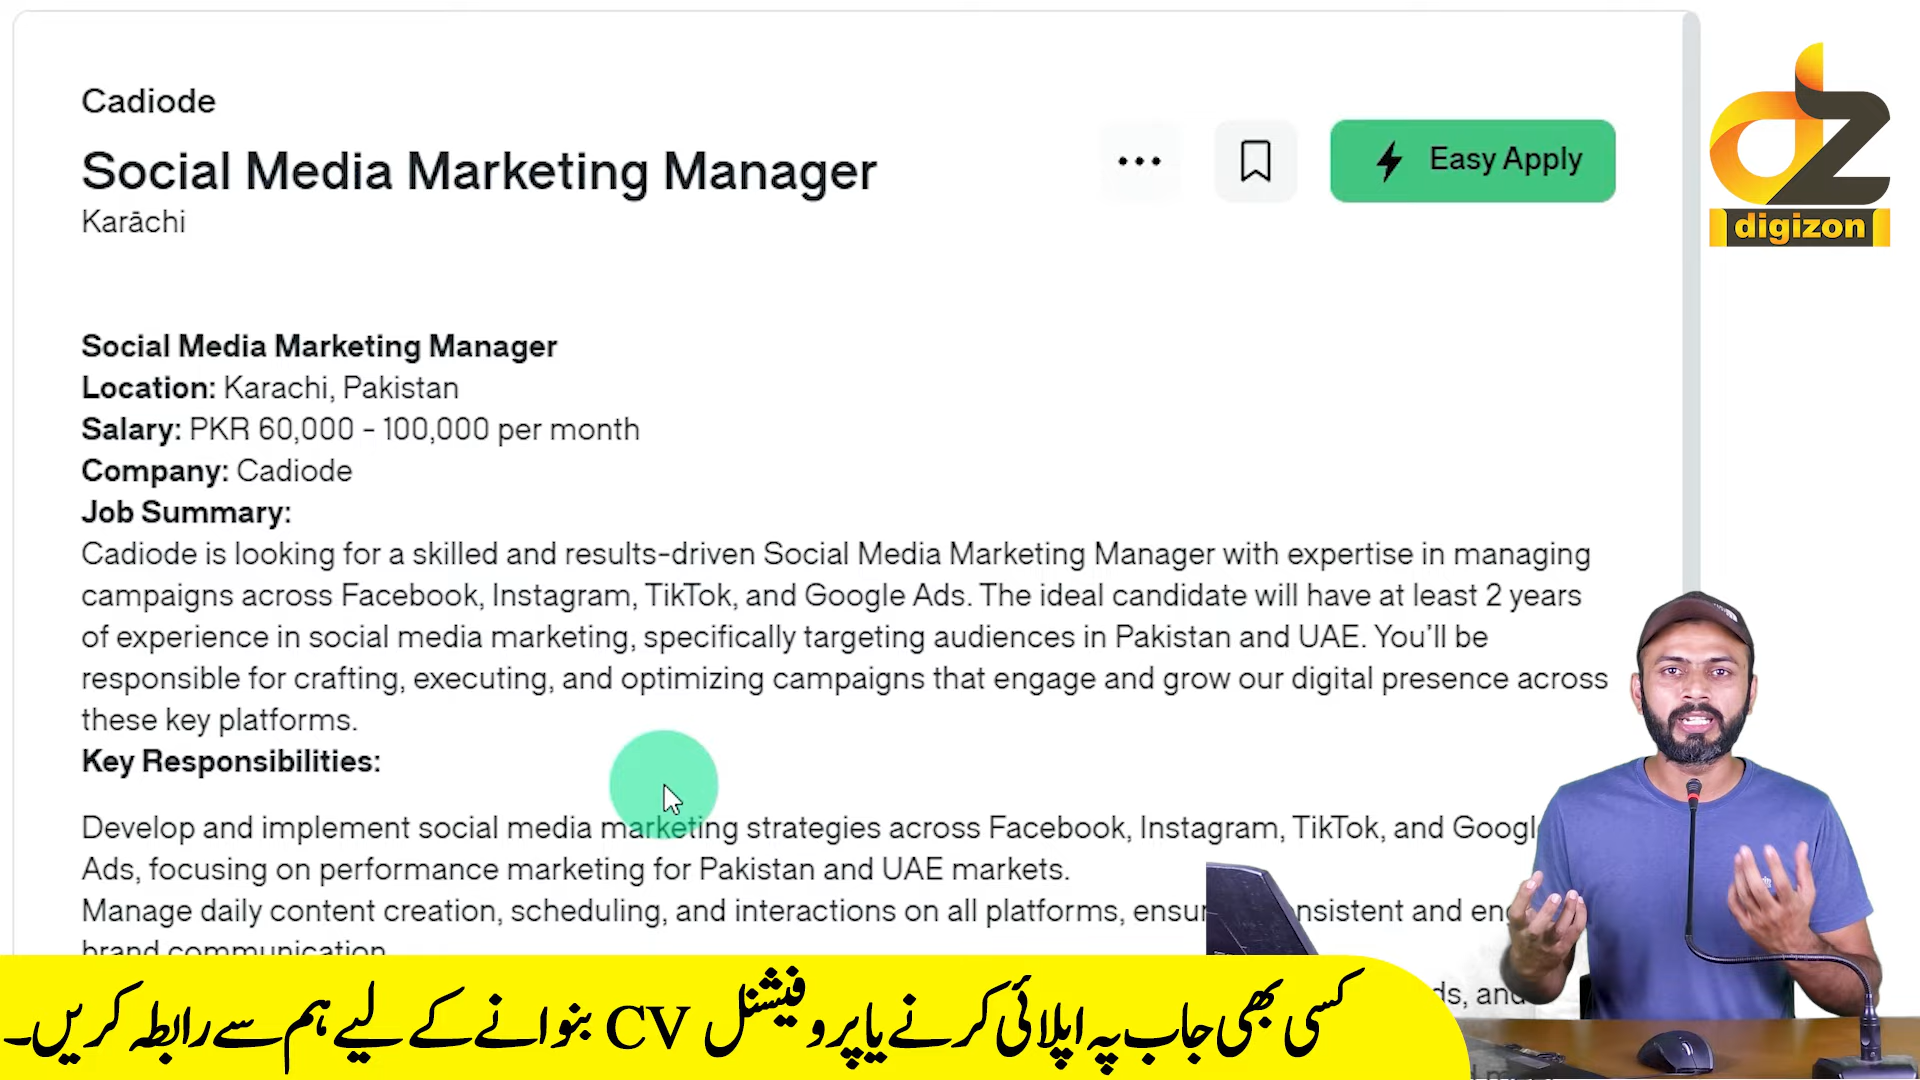 Cadiode
Social Media Marketing Manager
Karāchi
Easy Apply
digizon
Social Media Marketing Manager
Location: Karachi, Pakistan
Salary: PKR 60,000 - 100,000 per month
Company: Cadiode
Job Summary:
Cadiode is looking for a skilled and results-driven Social Media Marketing Manager with expertise in managing
campaigns across Facebook, Instagram, TikTok, and Google Ads. The ideal candidate will have at least 2 years
of experience in social media marketing, specifically targeting audiences in Pakistan and UAE. You'll be
responsible for crafting, executing, and optimizing campaigns that engage and grow our digital presence across
these key platforms.
Key Responsibilities:
Develop and implement social media marketing strategies across Facebook, Instagram, TikTok, and Googl
Ads, focusing on performance marketing for Pakistan and UAE markets.
Manage daily content creation, scheduling, and interactions on all platforms, and
brand communication
ds, and
کسی بھی جاب پہ اپلائی کرنے یا پروفیشنل CV بنوانے کے لیے ہم سے رابطہ کریں۔